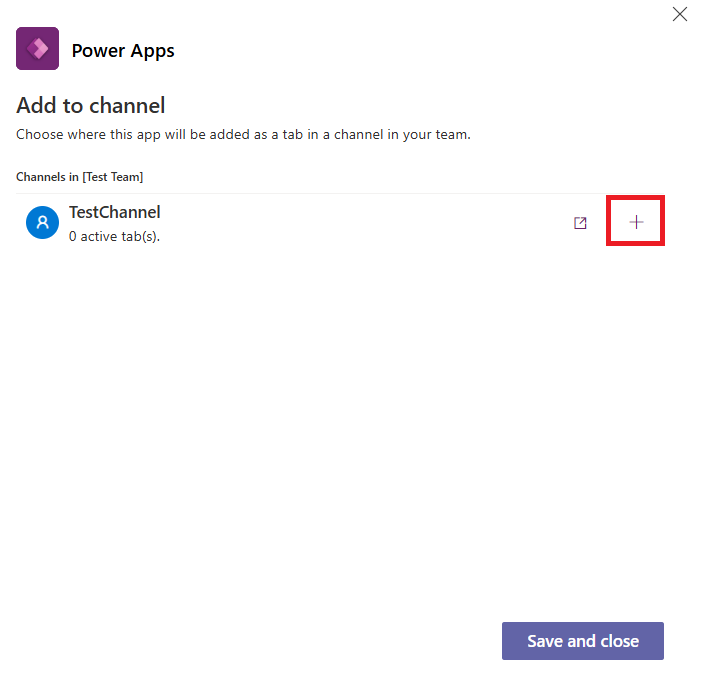 Power Apps
Add to channel
Choose where this app will be added as a tab in a channel in your team.
Channels in [Test Team]
TestChannel
0 active tab(s).
Save and close